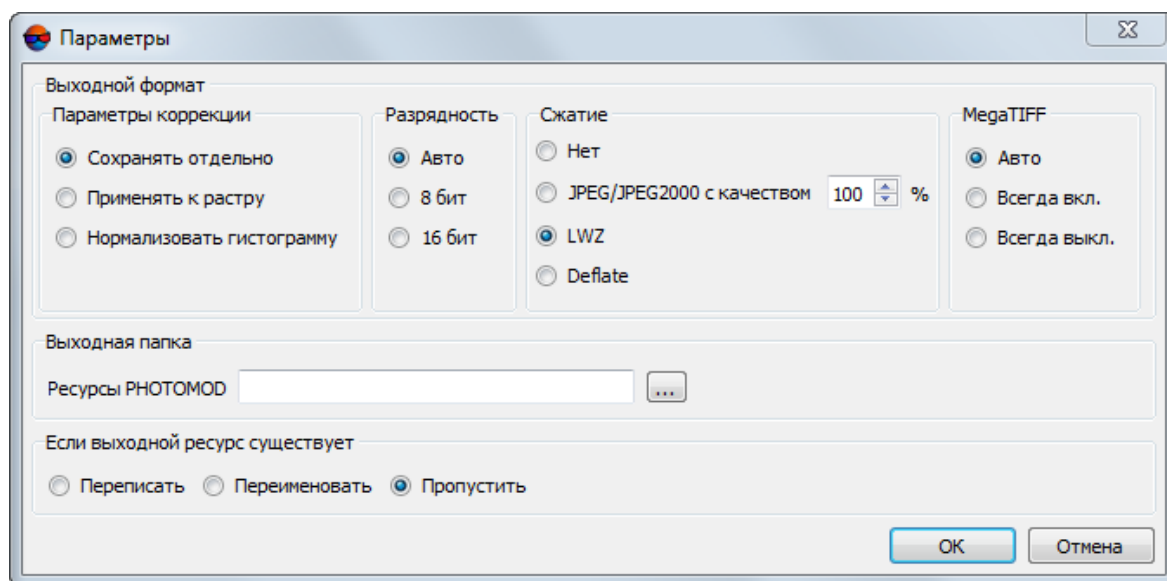 Параметры
Выходной формат
Параметры коррекции
Сохранять отдельно
Применять к растру
Нормализовать гистограмму
Разрядность
Авто
8 бит
16 бит
Сжатие
Нет
JPEG/JPEG2000 с качеством 100 %
LWZ
Deflate
MegaTIFF
Авто
Всегда вкл.
Всегда выкл.
Выходная папка
Ресурсы PHOTOMOD ...
Если выходной ресурс существует
Переписать Переименовать Пропустить
OK Отмена